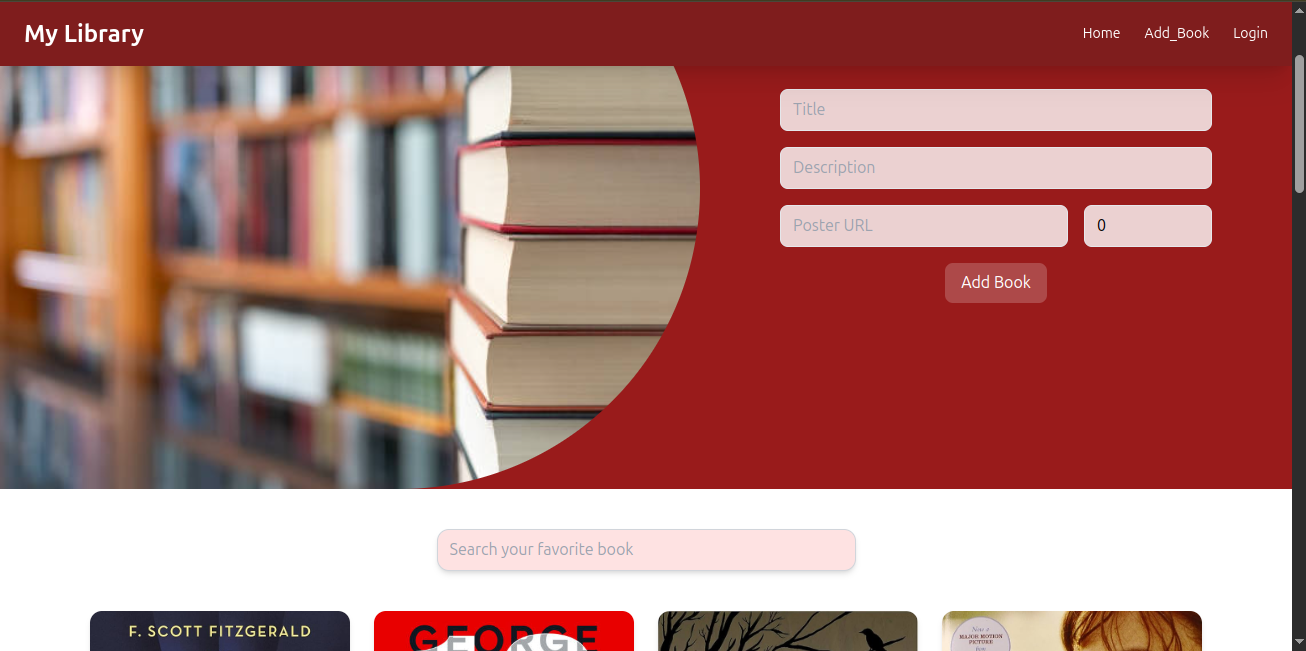 My Library
Home Add_Book Login
Title
Description
Poster URL 0
Add Book
Search your favorite book
F. SCOTT FITZGERALD
GEORGE
Now a
MAJOR MOTION
PICTURE
from